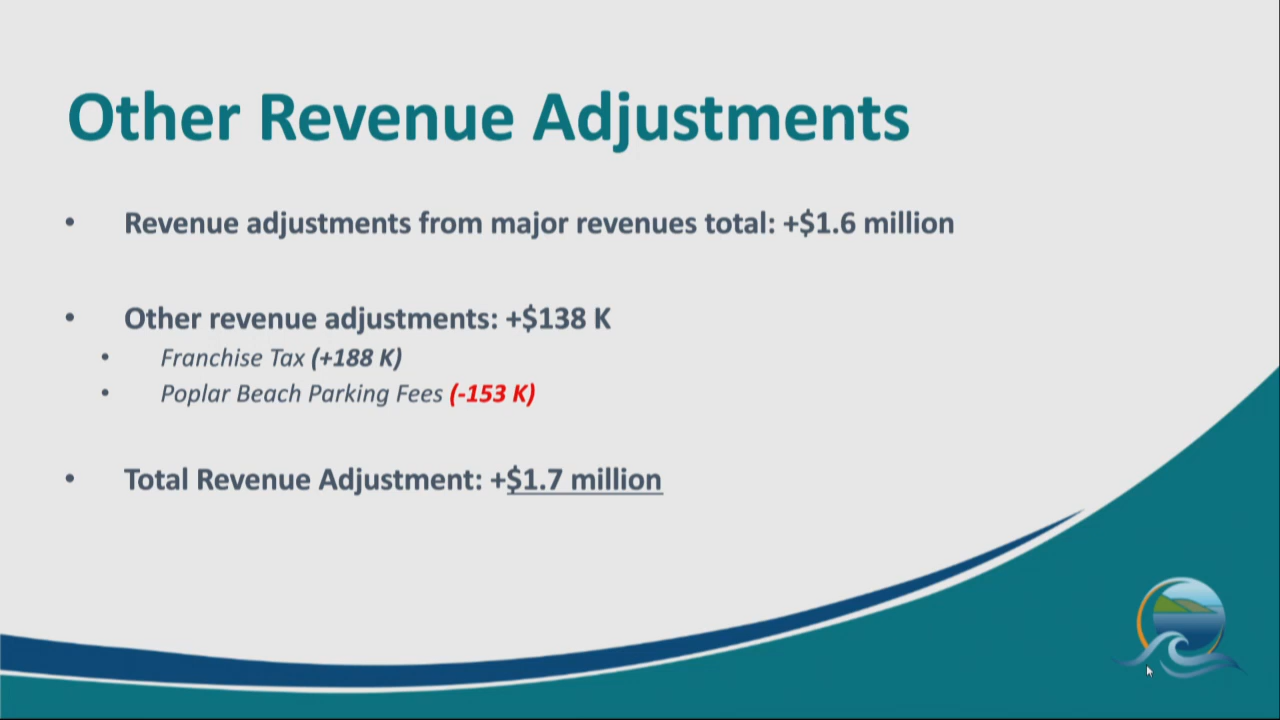 Other Revenue Adjustments
• Revenue adjustments from major revenues total: +$1.6 million
• Other revenue adjustments: +$138 K
• Franchise Tax (+188 K)
• Poplar Beach Parking Fees (-153 K)
• Total Revenue Adjustment: +$1.7 million